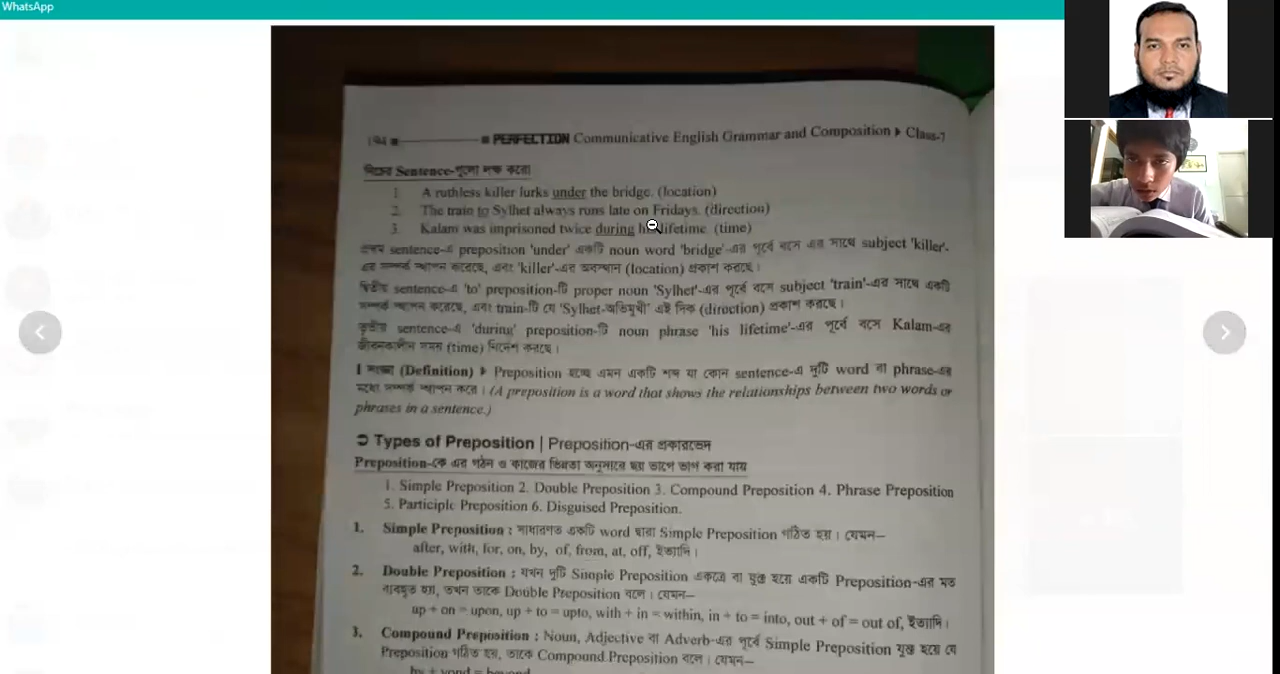 WhatsApp
194 PERFECTION Communicative English Grammar and Composition Class-7
নিচের Sentence-গুলো লক্ষ করো
1. A ruthless killer lurks under the bridge. (location)
2. The train to Sylhet always runs late on Fridays. (direction)
3. Kalam was imprisoned twice during his lifetime (time)
প্রথম sentence-এ preposition 'under' একটি noun word 'bridge'-এর পূর্বে বসে এর সাথে subject 'killer'-
এর সম্পর্ক স্থাপন করেছে, এবং 'killer'-এর অবস্থান (location) প্রকাশ করছে।
দ্বিতীয় sentence-এ 'to' preposition-টি proper noun 'Sylhet'-এর পূর্বে বসে subject 'train'-এর সাথে একটি
সম্পর্ক স্থাপন করেছে, এবং train-টি যে 'Sylhet-অভিমুখী' এই দিক (direction) প্রকাশ করছে।
তৃতীয় sentence-এ 'during' preposition-টি noun phrase 'his lifetime'-এর পূর্বে বসে Kalam-এর
জীবনকালীন সময় (time) নির্দেশ করছে।
সংজ্ঞা (Definition) Preposition হচ্ছে এমন একটি শব্দ যা কোন sentence-এ দুটি word বা phrase-এর
মধ্যে সম্পর্ক স্থাপন করে। (A preposition is a word that shows the relationships between two words or
phrases in a sentence.)
Types of Preposition | Preposition-এর প্রকারভেদ
Preposition-কে এর গঠন ও কাজের ভিন্নতা অনুসারে ছয় ভাগে ভাগ করা যায়
1. Simple Preposition 2. Double Preposition 3. Compound Preposition 4. Phrase Preposition
5. Participle Preposition 6. Disguised Preposition.
1. Simple Preposition : সাধারণত একটি word দ্বারা Simple Preposition গঠিত হয়। যেমন—
after, with, for, on, by, of, from, at, off, ইত্যাদি।
2. Double Preposition : যখন দুটি Simple Preposition একত্রে বা যুক্ত হয়ে একটি Preposition-এর মত
ব্যবহৃত হয়, তখন তাকে Double Preposition বলে। যেমন—
up + on = upon, up + to = upto, with + in = within, in + to = into, out + of = out of, ইত্যাদি।
3. Compound Preposition : Noun, Adjective বা Adverb-এর পূর্বে Simple Preposition যুক্ত হয়ে যে
Preposition গঠিত হয়, তাকে Compound Preposition বলে। যেমন—
by + yond = beyond